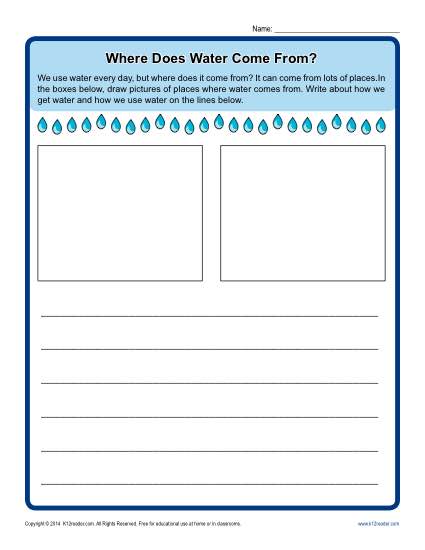 Name: ____________________
Where Does Water Come From?
We use water every day, but where does it come from? It can come from lots of places.In
the boxes below, draw pictures of places where water comes from. Write about how we
get water and how we use water on the lines below.
Copyright © 2014 K12reader.com. All Rights Reserved. Free for educational use at home or in classrooms. www.k12reader.com